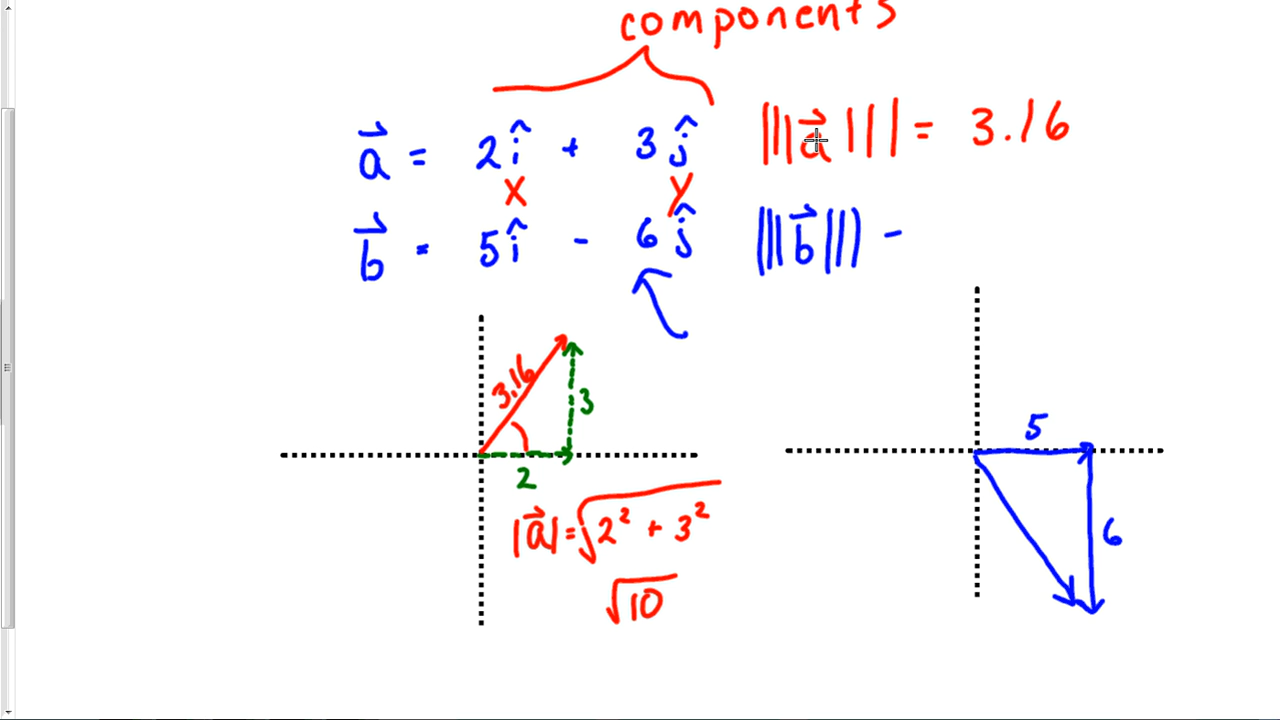 components
a⃗ = 2î + 3ĵ |||a⃗||| = 3.16
x y
b⃗ = 5î - 6ĵ |||b⃗||| -
3.16
3
2
|a⃗| = √2² + 3²
√10
5
6